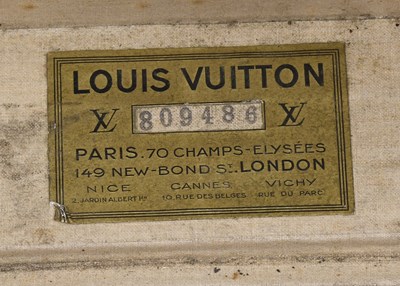 LOUIS VUITTON
LV 809486 LV
PARIS. 70 CHAMPS-ELYSÉES
149 NEW-BOND St. LONDON
NICE CANNES VICHY
2. JARDIN ALBERT 1er 10. RUE DES BELGES RUE DU PARC